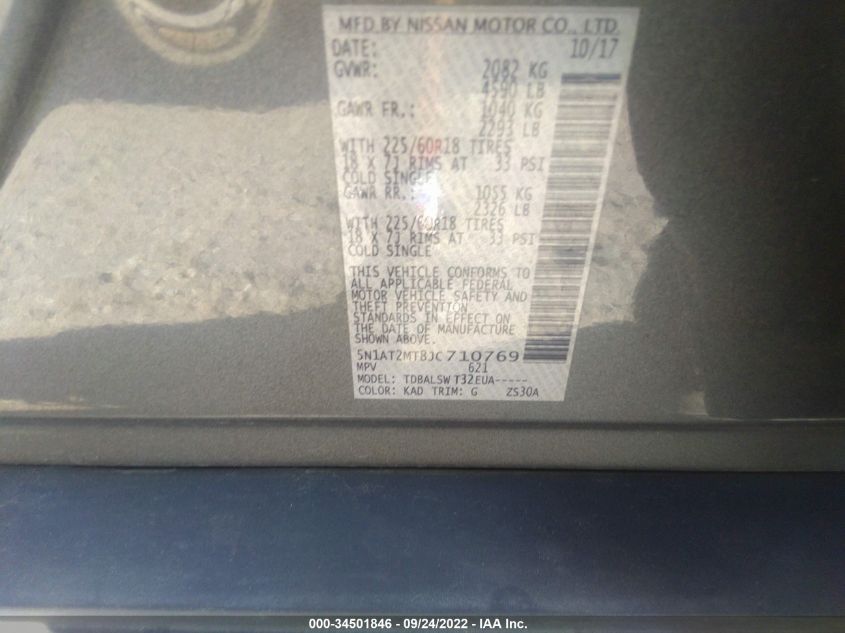 MFD BY NISSAN MOTOR CO., LTD.
DATE: 10/17
GVWR: 2082 KG
4590 LB
GAWR FR.: 1040 KG
2293 LB
WITH 225/60R18 TIRES
18 X 7J RIMS AT 33 PSI
COLD SINGLE
GAWR RR.: 1055 KG
2326 LB
WITH 225/60R18 TIRES
18 X 7J RIMS AT 33 PSI
COLD SINGLE
THIS VEHICLE CONFORMS TO
ALL APPLICABLE FEDERAL
MOTOR VEHICLE SAFETY AND
THEFT PREVENTION
STANDARDS IN EFFECT ON
THE DATE OF MANUFACTURE
SHOWN ABOVE.
5N1AT2MT8JC710769
MPV 621
MODEL: TDBALSW T32EUA-----
COLOR: KAD TRIM: G ZS30A
000-34501846 - 09/24/2022 - IAA Inc.